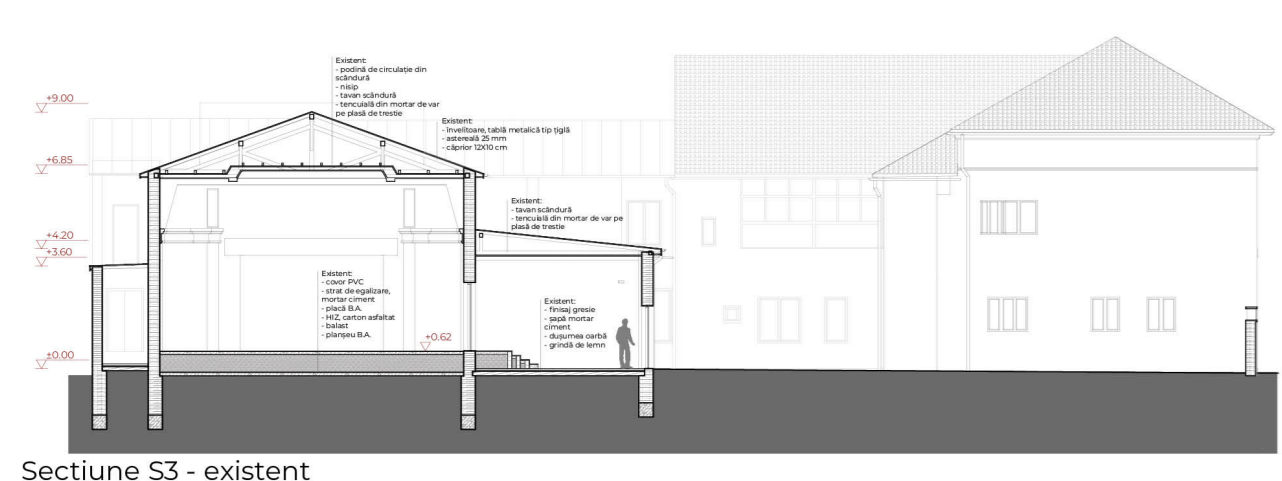 Existent:
- podină de circulație din
scândură
- nisip
- tavan scândură
- tencuială din mortar de var
pe plasă de trestie
+9.00
Existent:
- învelitoare, tablă metalică tip țiglă
- astereală 25 mm
- căprior 12X10 cm
+6.85
Existent:
- tavan scândură
- tencuială din mortar de var pe
plasă de trestie
+4.20
+3.60
Existent:
- covor PVC
- strat de egalizare,
mortar ciment
- placă B.A.
- HIZ, carton asfaltat
- balast
- planșeu B.A.
Existent:
- finisaj gresie
- șapă mortar
ciment
- dușumea oarbă
- grindă de lemn
+0.62
±0.00
Sectiune S3 - existent